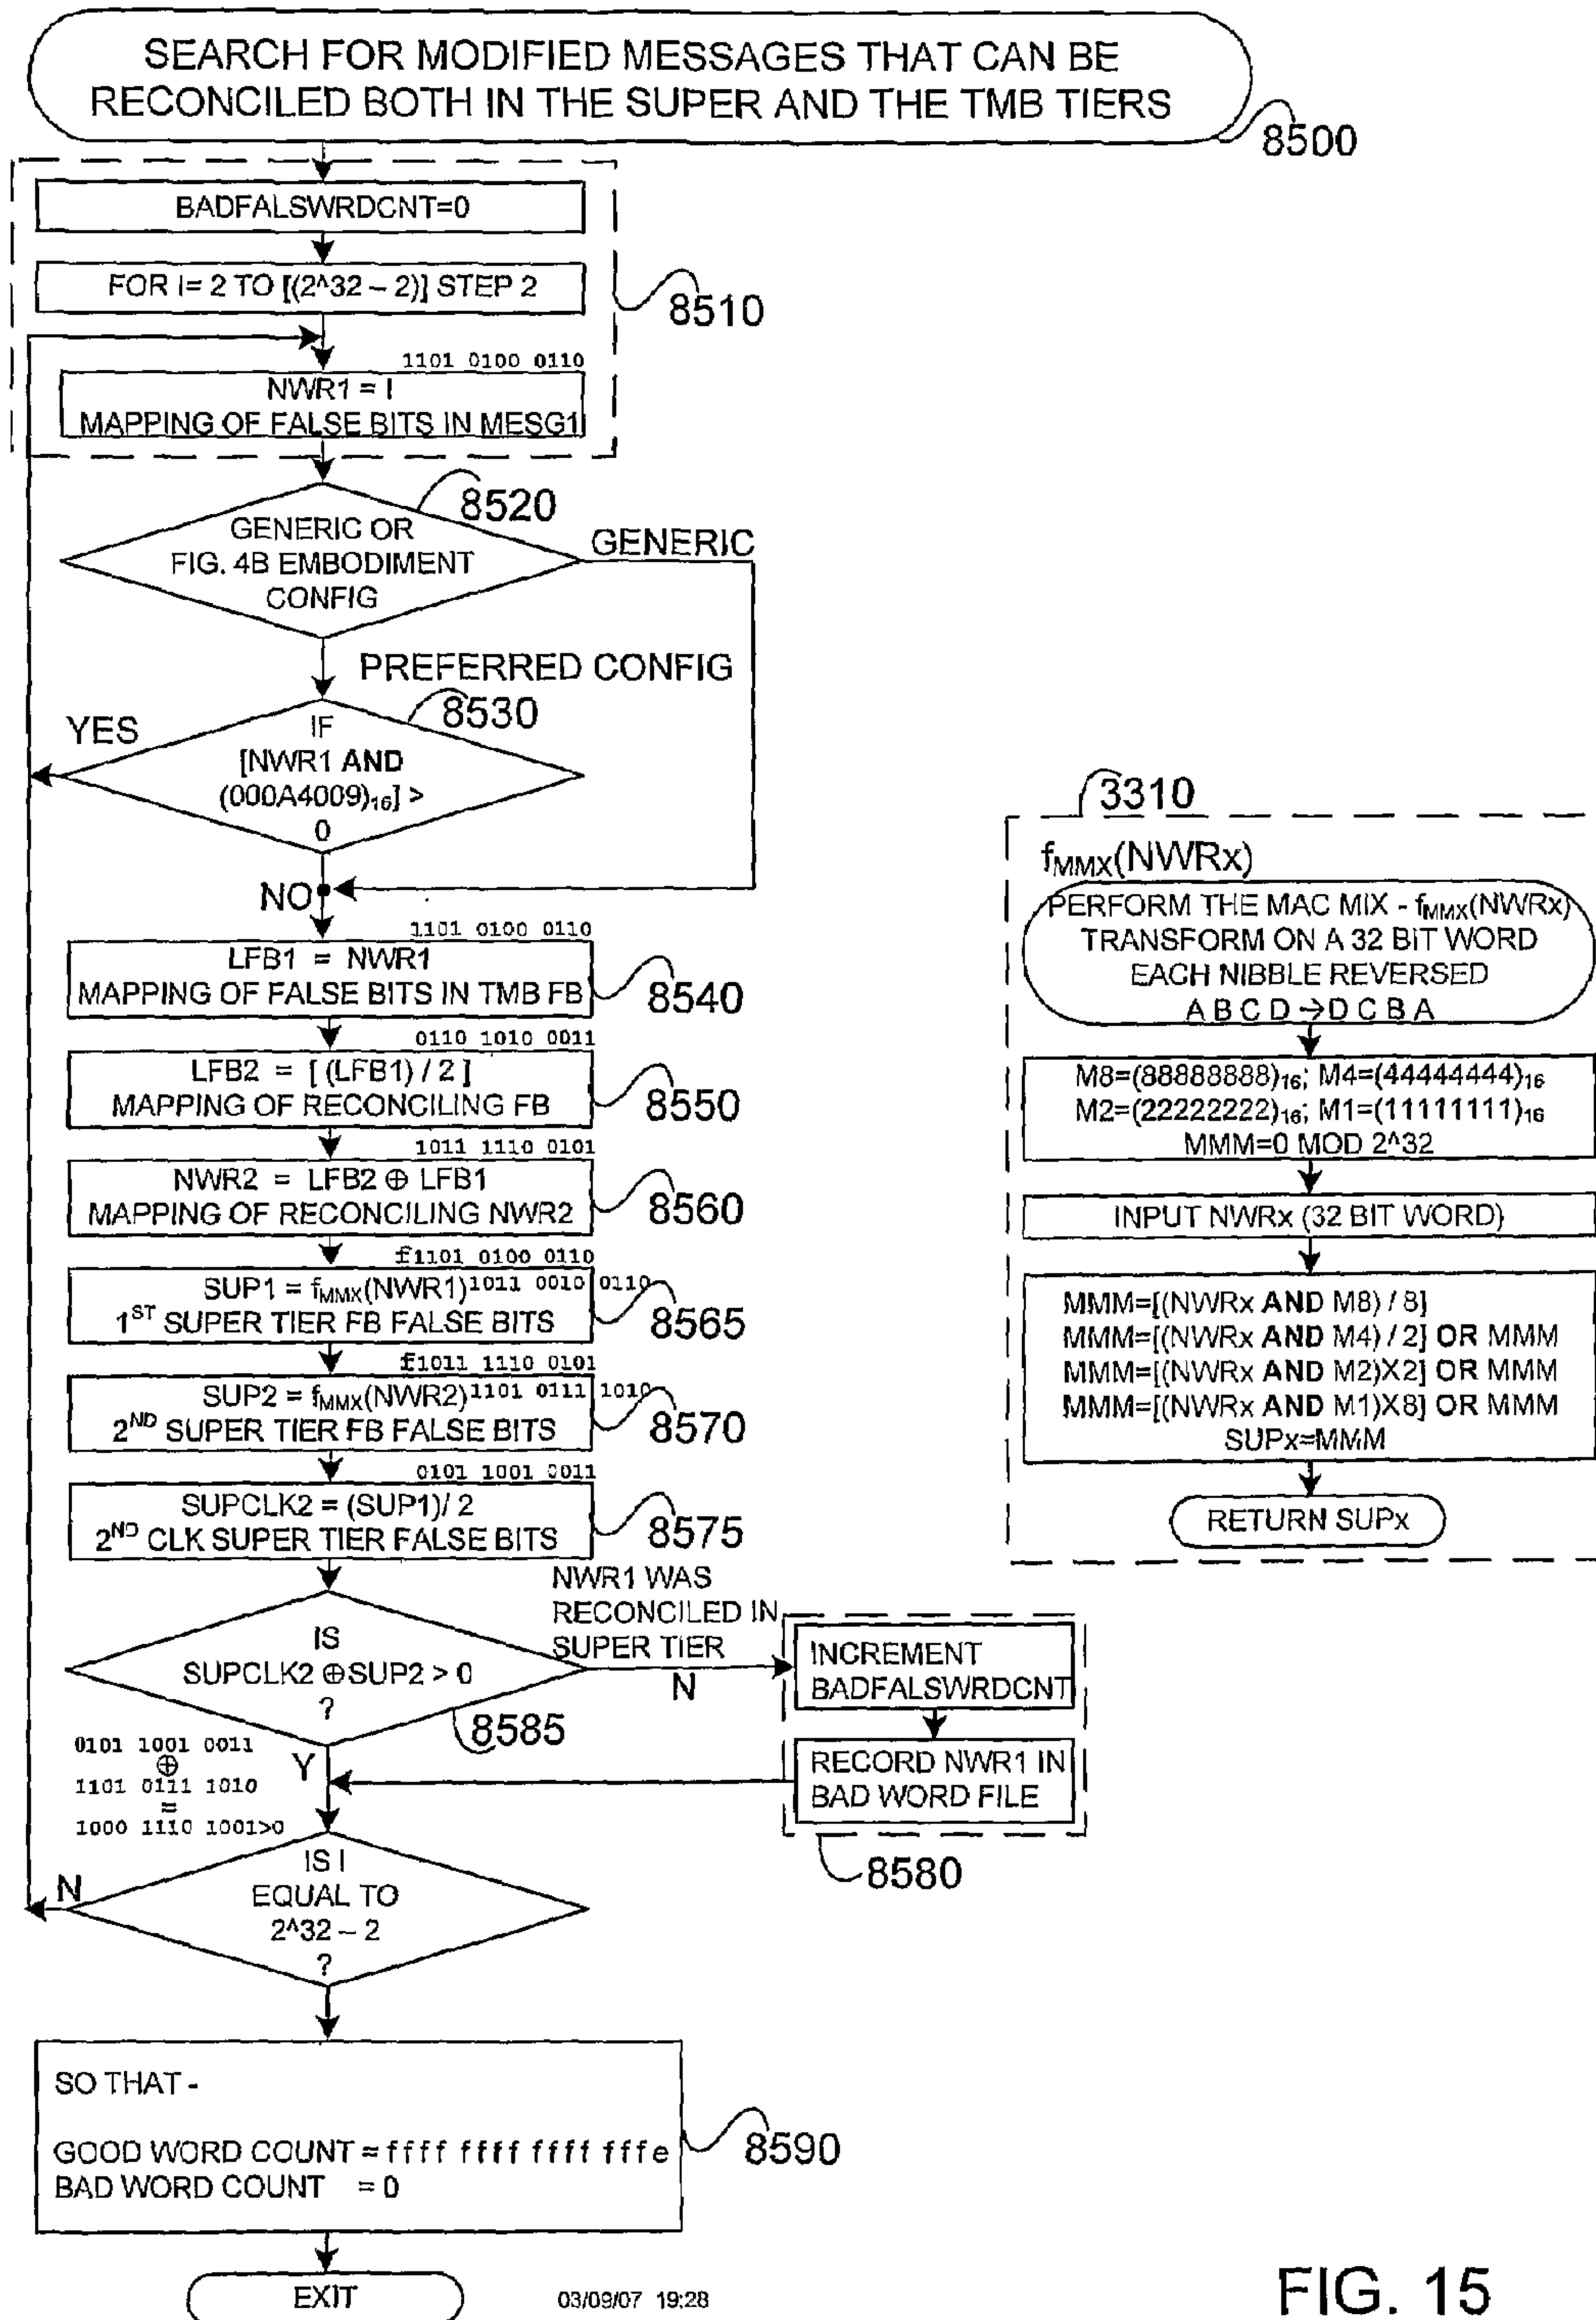 SEARCH FOR MODIFIED MESSAGES THAT CAN BE
RECONCILED BOTH IN THE SUPER AND THE TMB TIERS
8500
BADFALSWRDCNT=0
FOR I= 2 TO [(2^32 – 2)] STEP 2
8510
1101 0100 0110
NWR1 = I
MAPPING OF FALSE BITS IN MESG1
8520
GENERIC OR
FIG. 4B EMBODIMENT
CONFIG
GENERIC
PREFERRED CONFIG
8530
YES
IF
[NWR1 AND
(000A4009)16] >
0
NO
1101 0100 0110
LFB1 = NWR1
MAPPING OF FALSE BITS IN TMB FB
8540
0110 1010 0011
LFB2 = [ (LFB1) / 2 ]
MAPPING OF RECONCILING FB
8550
1011 1110 0101
NWR2 = LFB2 ⊕ LFB1
MAPPING OF RECONCILING NWR2
8560
f1101 0100 0110
SUP1 = fMMX(NWR1) 1011 0010 0110
1ST SUPER TIER FB FALSE BITS
8565
f1011 1110 0101
SUP2 = fMMX(NWR2) 1101 0111 1010
2ND SUPER TIER FB FALSE BITS
8570
0101 1001 0011
SUPCLK2 = (SUP1)/ 2
2ND CLK SUPER TIER FALSE BITS
8575
NWR1 WAS
RECONCILED IN
SUPER TIER
IS
SUPCLK2 ⊕SUP2 > 0
?
N
8585
INCREMENT
BADFALSWRDCNT
RECORD NWR1 IN
BAD WORD FILE
8580
0101 1001 0011
⊕
1101 0111 1010
=
1000 1110 1001>0
Y
IS I
EQUAL TO
2^32 – 2
?
N
SO THAT -
GOOD WORD COUNT = ffff ffff ffff fffe
BAD WORD COUNT = 0
8590
EXIT
03/09/07 19:28
3310
fMMX(NWRx)
PERFORM THE MAC MIX - fMMX(NWRx)
TRANSFORM ON A 32 BIT WORD
EACH NIBBLE REVERSED
A B C D → D C B A
M8=(88888888)16; M4=(44444444)16
M2=(22222222)16; M1=(11111111)16
MMM=0 MOD 2^32
INPUT NWRx (32 BIT WORD)
MMM=[(NWRx AND M8) / 8]
MMM=[(NWRx AND M4) / 2] OR MMM
MMM=[(NWRx AND M2)X2] OR MMM
MMM=[(NWRx AND M1)X8] OR MMM
SUPx=MMM
RETURN SUPx
FIG. 15